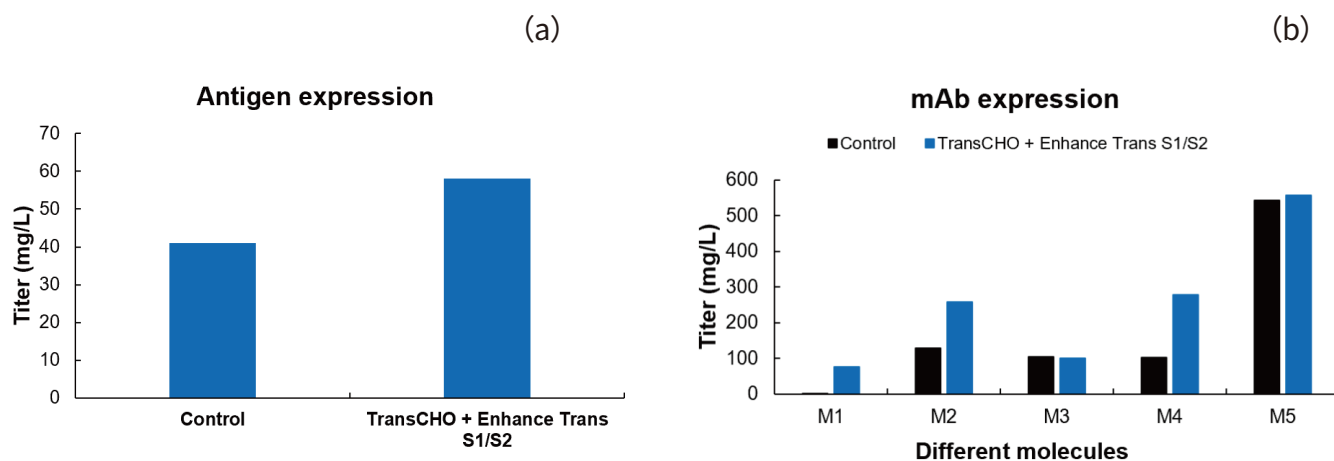 (a)
Antigen expression
Titer (mg/L)
70
60
50
40
30
20
10
0
Control
TransCHO + Enhance Trans
S1/S2
(b)
mAb expression
Control
TransCHO + Enhance Trans S1/S2
Titer (mg/L)
600
500
400
300
200
100
0
M1
M2
M3
M4
M5
Different molecules